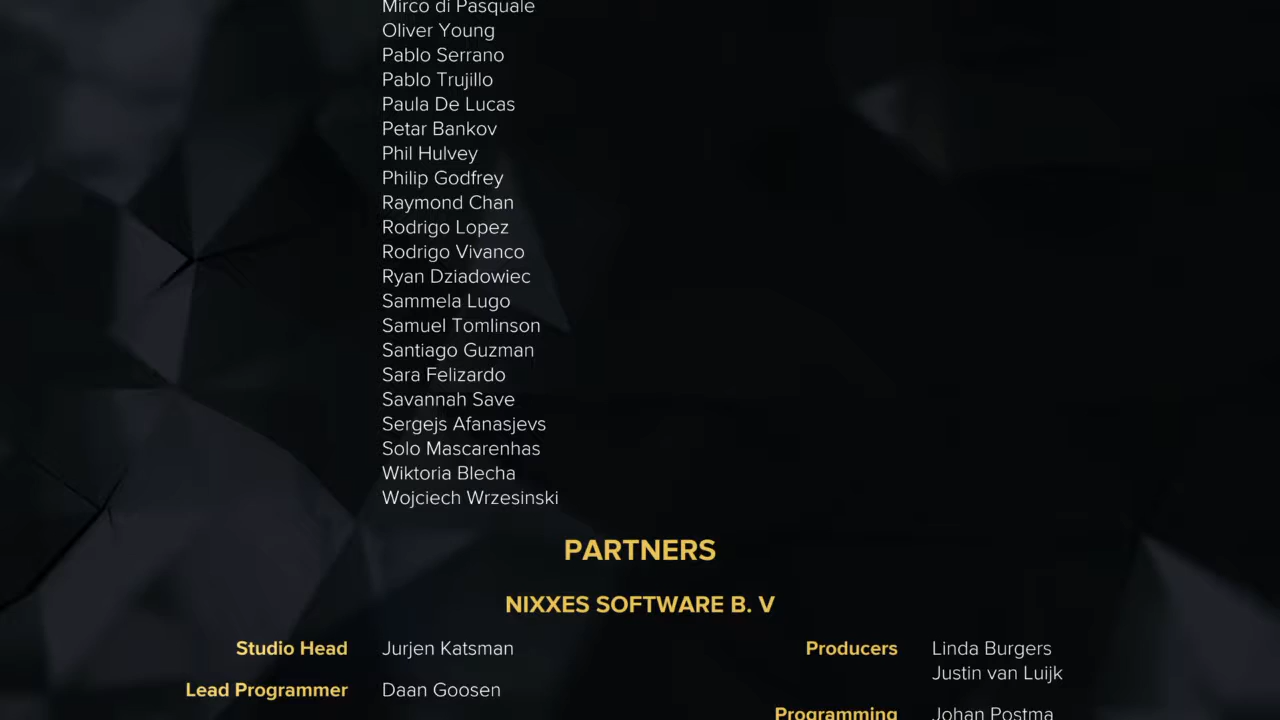 Mirco di Pasquale
Oliver Young
Pablo Serrano
Pablo Trujillo
Paula De Lucas
Petar Bankov
Phil Hulvey
Philip Godfrey
Raymond Chan
Rodrigo Lopez
Rodrigo Vivanco
Ryan Dziadowiec
Sammela Lugo
Samuel Tomlinson
Santiago Guzman
Sara Felizardo
Savannah Save
Sergejs Afanasjevs
Solo Mascarenhas
Wiktoria Blecha
Wojciech Wrzesinski
PARTNERS
NIXXES SOFTWARE B. V
Studio Head Jurjen Katsman
Lead Programmer Daan Goosen
Producers Linda Burgers
Justin van Luijk
Programming Johan Postma